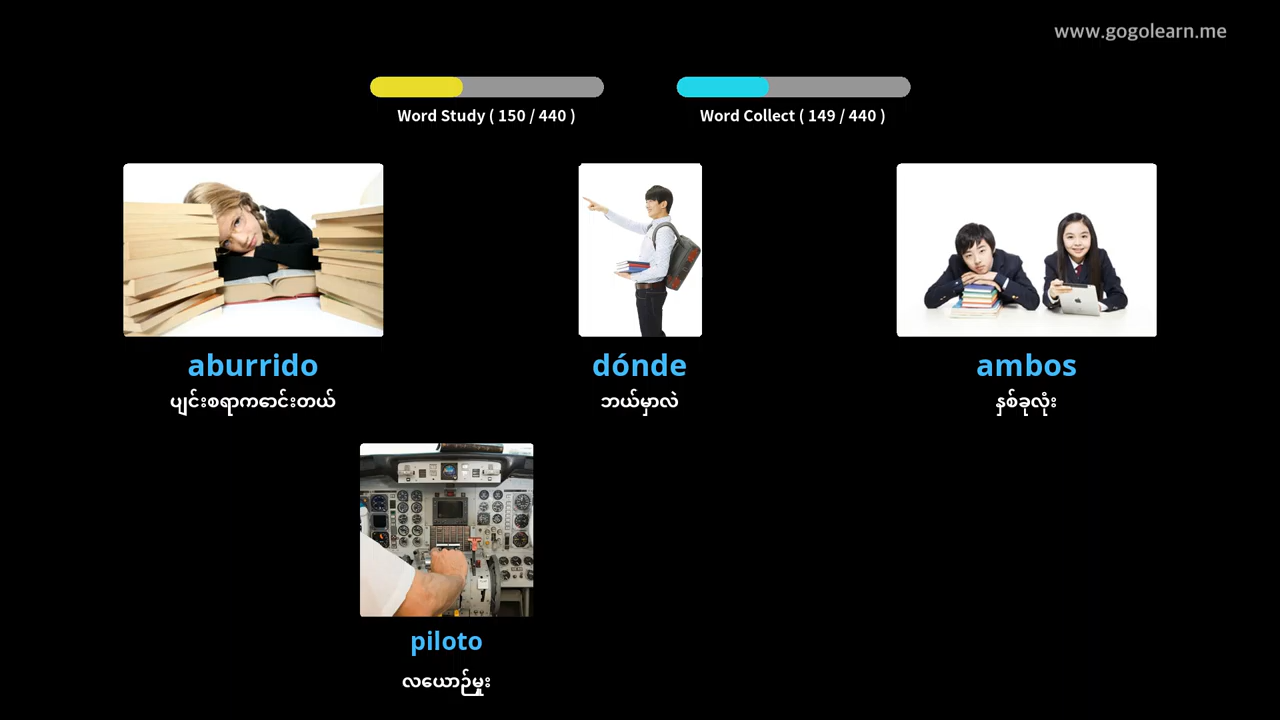 www.gogolearn.me
Word Study ( 150 / 440 )
Word Collect ( 149 / 440 )
aburrido
ပျင်းစရာကောင်းတယ်
dónde
ဘယ်မှာလဲ
ambos
နှစ်ခုလုံး
piloto
လေယာဉ်မှူး